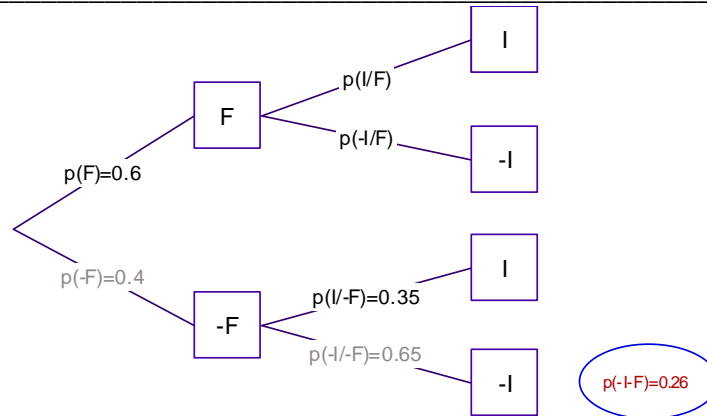 I
p(I/F)
F
p(-I/F)
-I
p(F)=0.6
p(-F)=0.4
I
p(I/-F)=0.35
-F
p(-I/-F)=0.65
-I
p(-I-F)=0.26